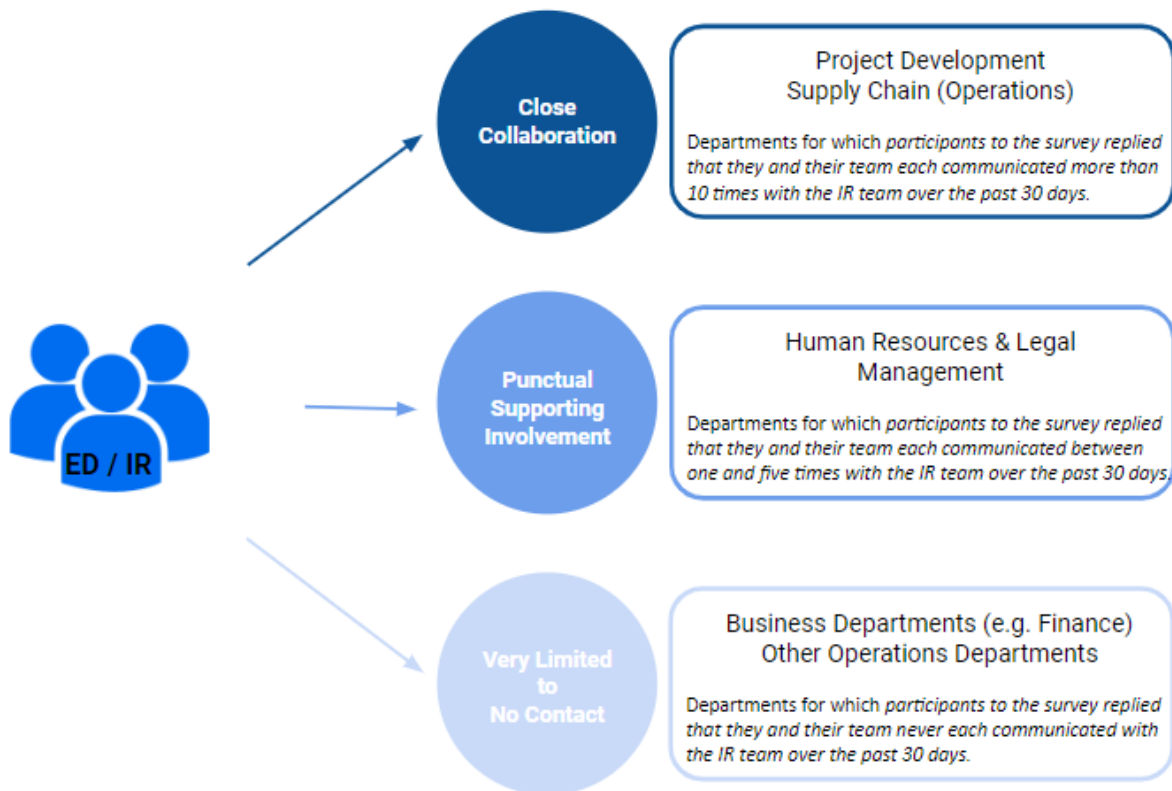 Close
Collaboration
Project Development
Supply Chain (Operations)
Departments for which participants to the survey replied
that they and their team each communicated more than
10 times with the IR team over the past 30 days.
ED / IR
Punctual
Supporting
Involvement
Human Resources & Legal
Management
Departments for which participants to the survey replied
that they and their team each communicated between
one and five times with the IR team over the past 30 days.
Very Limited
to
No Contact
Business Departments (e.g. Finance)
Other Operations Departments
Departments for which participants to the survey replied
that they and their team never each communicated with
the IR team over the past 30 days.